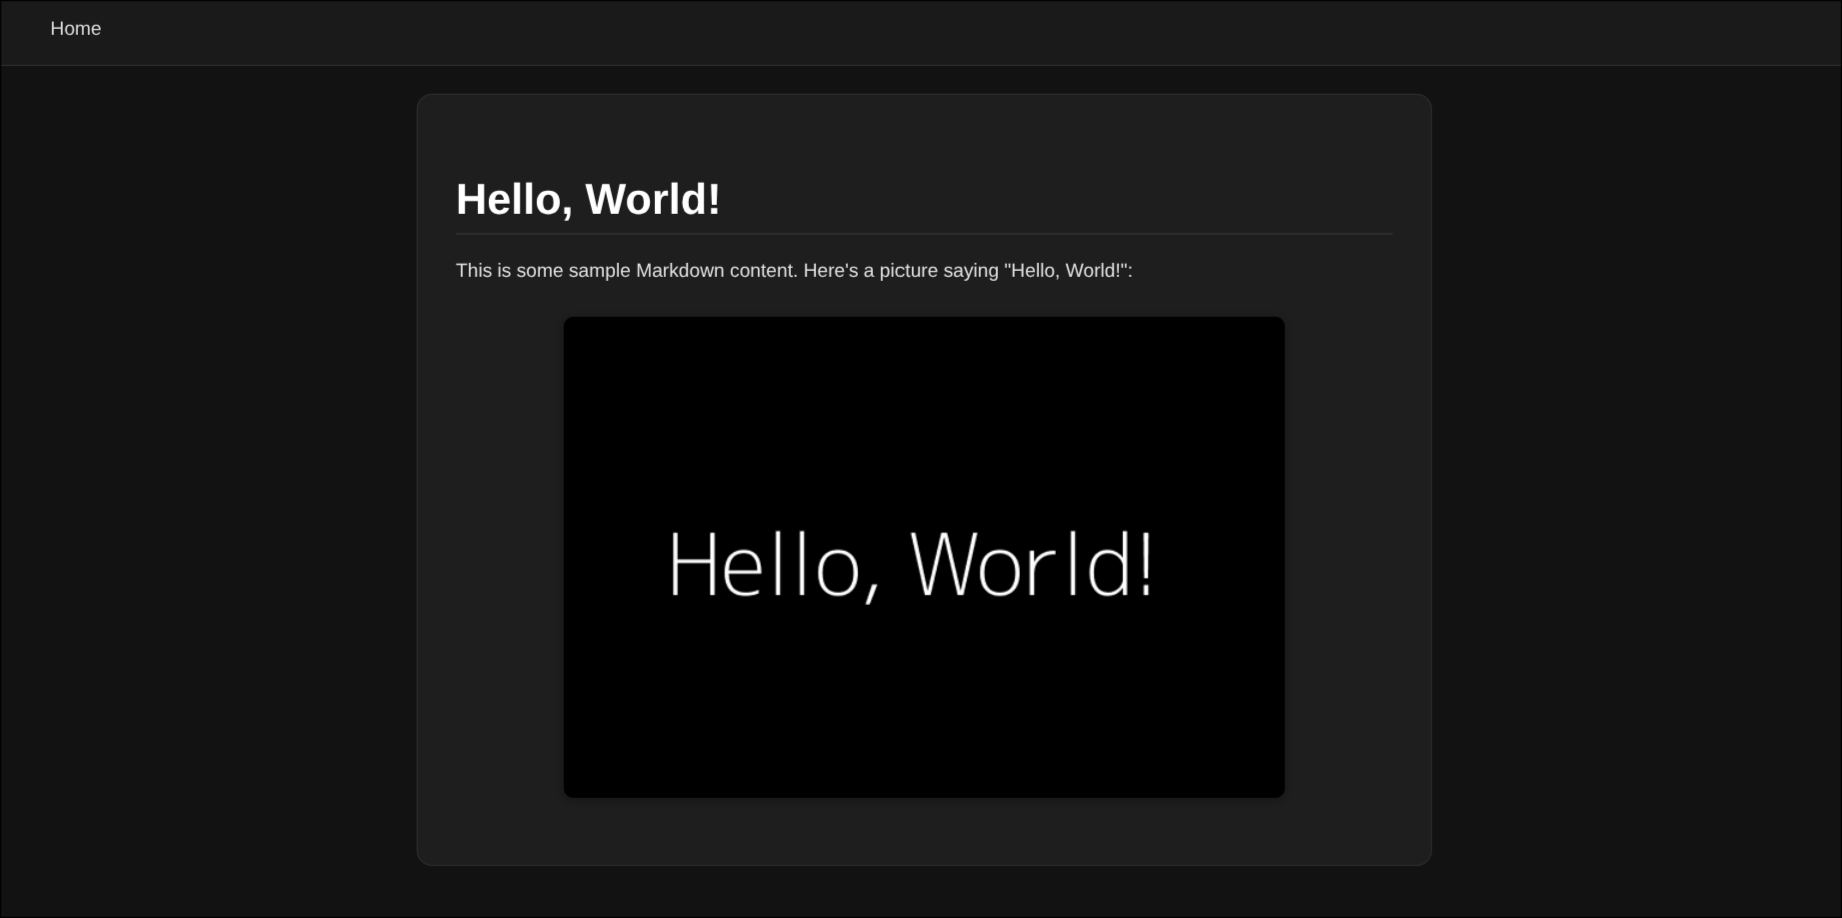 Home
Hello, World!
This is some sample Markdown content. Here's a picture saying "Hello, World!":
Hello, World!